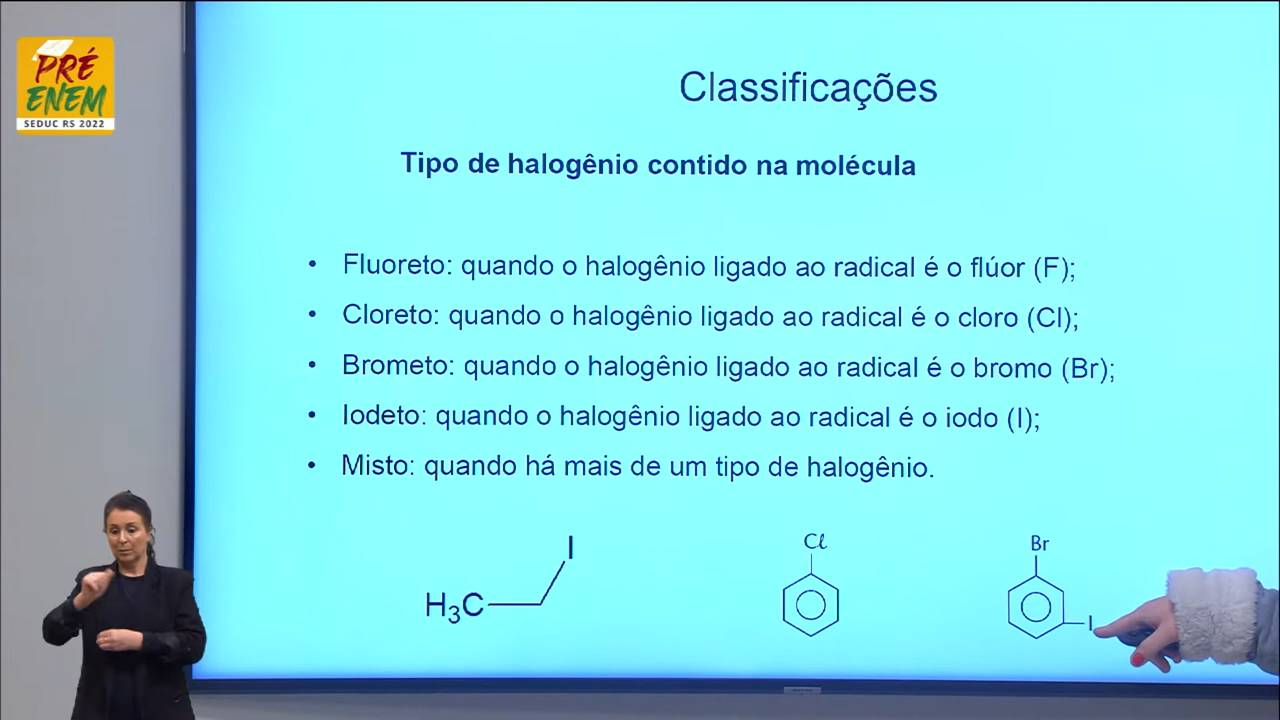 PRÉ
ENEM
SEDUC RS 2022
Classificações
Tipo de halogênio contido na molécula
• Fluoreto: quando o halogênio ligado ao radical é o flúor (F);
• Cloreto: quando o halogênio ligado ao radical é o cloro (Cl);
• Brometo: quando o halogênio ligado ao radical é o bromo (Br);
• Iodeto: quando o halogênio ligado ao radical é o iodo (I);
• Misto: quando há mais de um tipo de halogênio.
I
H₃C
Cl
Br
I